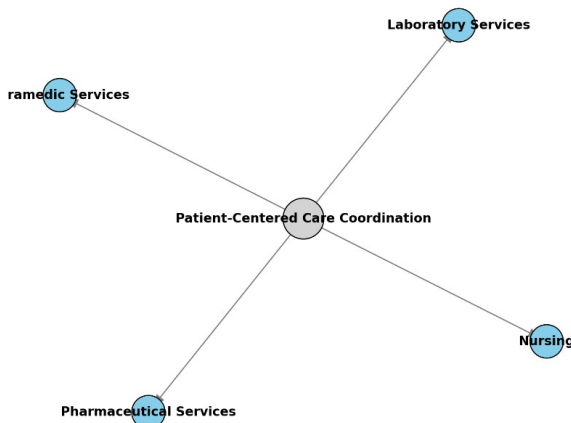 Laboratory Services
ramedic Services
Patient-Centered Care Coordination
Nursing
Pharmaceutical Services